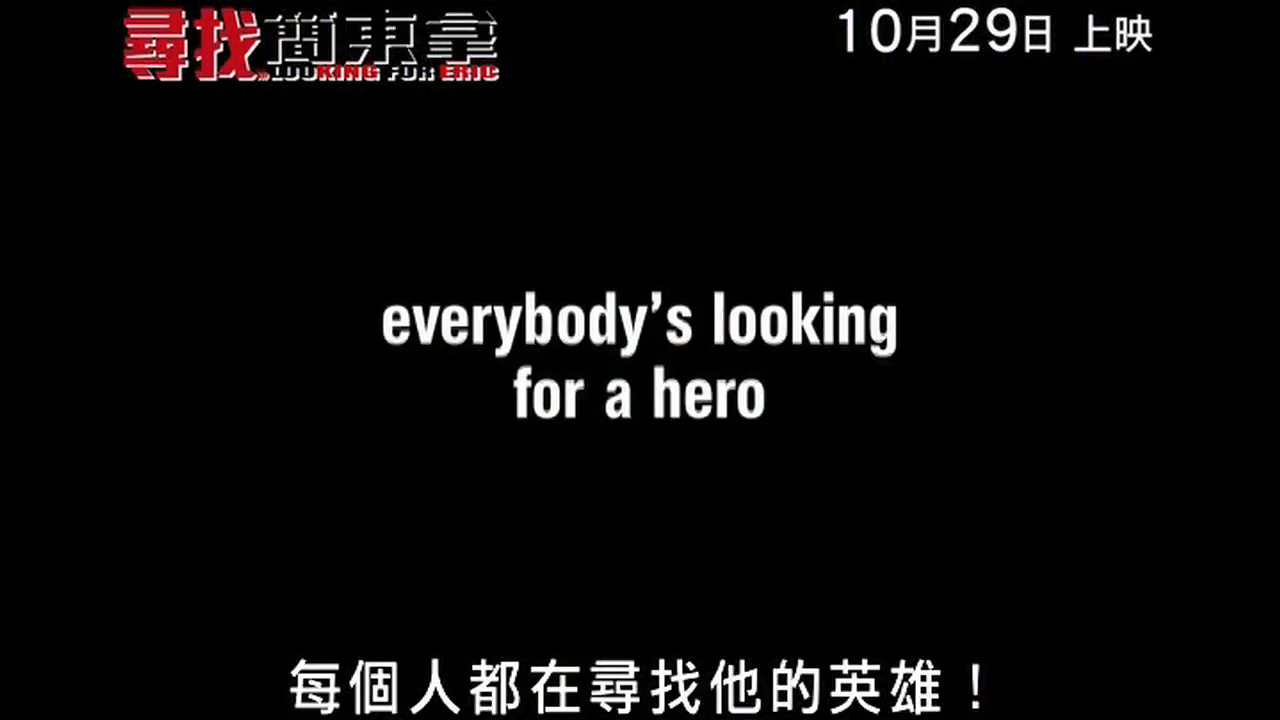 尋找簡東拿
LOOKING FOR ERIC
10月29日 上映
everybody’s looking
for a hero
每個人都在尋找他的英雄！